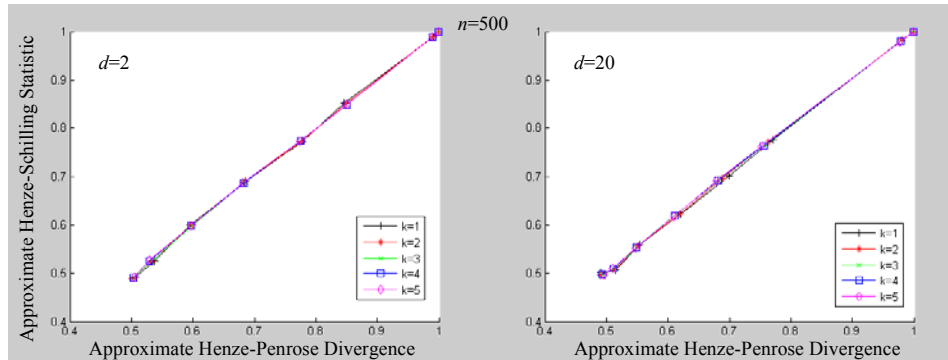 n=500
Approximate Henze-Schilling Statistic
1
0.9
0.8
0.7
0.6
0.5
0.4
d=2
k=1
k=2
k=3
k=4
k=5
0.4 0.5 0.6 0.7 0.8 0.9 1
Approximate Henze-Penrose Divergence
1
0.9
0.8
0.7
0.6
0.5
0.4
d=20
k=1
k=2
k=3
k=4
k=5
0.4 0.5 0.6 0.7 0.8 0.9 1
Approximate Henze-Penrose Divergence